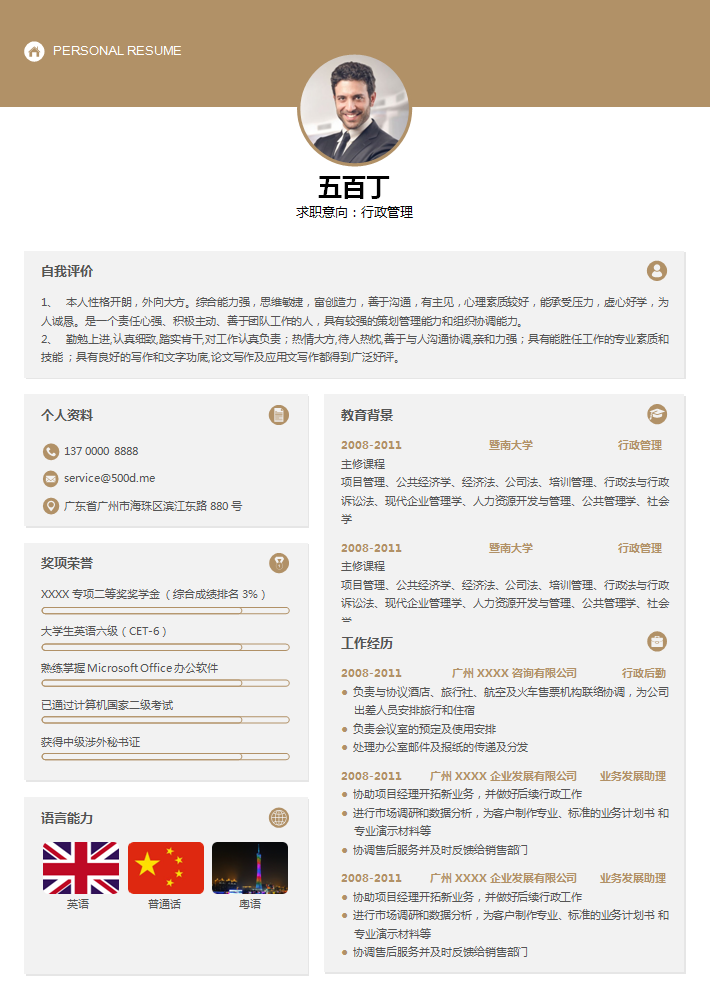 PERSONAL RESUME
五百丁
求职意向：行政管理
自我评价
1、 本人性格开朗，外向大方。综合能力强，思维敏捷，富创造力，善于沟通，有主见，心理素质较好，能承受压力，虚心好学，为
人诚恳。是一个责任心强、积极主动、善于团队工作的人，具有较强的策划管理能力和组织协调能力。
2、 勤勉上进,认真细致,踏实肯干,对工作认真负责；热情大方,待人热忱,善于与人沟通协调,亲和力强；具有能胜任工作的专业素质和
技能；具有良好的写作和文字功底,论文写作及应用文写作都得到广泛好评。
个人资料
137 0000 8888
service@500d.me
广东省广州市海珠区滨江东路 880 号
奖项荣誉
XXXX 专项二等奖奖学金（综合成绩排名 3%）
大学生英语六级（CET-6）
熟练掌握 Microsoft Office 办公软件
已通过计算机国家二级考试
获得中级涉外秘书证
语言能力
英语 普通话 粤语
教育背景
2008-2011 暨南大学 行政管理
主修课程
项目管理、公共经济学、经济法、公司法、培训管理、行政法与行政
诉讼法、现代企业管理学、人力资源开发与管理、公共管理学、社会
学
2008-2011 暨南大学 行政管理
主修课程
项目管理、公共经济学、经济法、公司法、培训管理、行政法与行政
诉讼法、现代企业管理学、人力资源开发与管理、公共管理学、社会
工作经历
2008-2011 广州 XXXX 咨询有限公司 行政后勤
● 负责与协议酒店、旅行社、航空及火车售票机构联络协调，为公司
出差人员安排旅行和住宿
● 负责会议室的预定及使用安排
● 处理办公室邮件及报纸的传递及分发
2008-2011 广州 XXXX 企业发展有限公司 业务发展助理
● 协助项目经理开拓新业务，并做好后续行政工作
● 进行市场调研和数据分析，为客户制作专业、标准的业务计划书 和
专业演示材料等
● 协调售后服务并及时反馈给销售部门
2008-2011 广州 XXXX 企业发展有限公司 业务发展助理
● 协助项目经理开拓新业务，并做好后续行政工作
● 进行市场调研和数据分析，为客户制作专业、标准的业务计划书 和
专业演示材料等
● 协调售后服务并及时反馈给销售部门